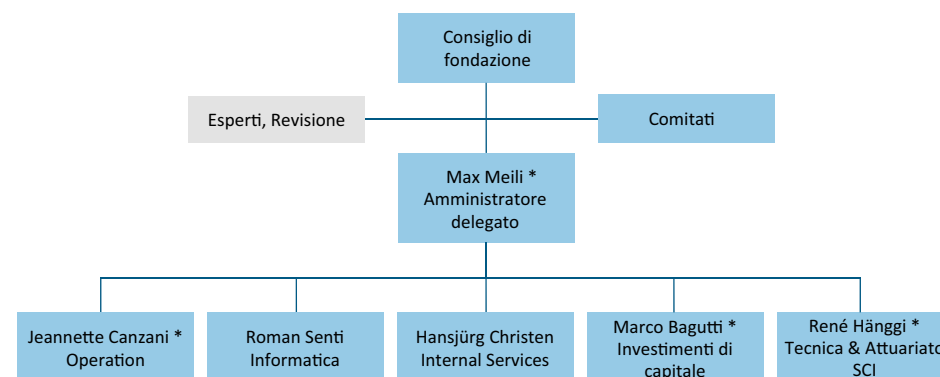 Consiglio di
fondazione
Esperti, Revisione
Comitati
Max Meili *
Amministratore
delegato
Jeannette Canzani *
Operation
Roman Senti
Informatica
Hansjürg Christen
Internal Services
Marco Bagutti *
Investimenti di
capitale
René Hänggi *
Tecnica & Attuariato
SCI